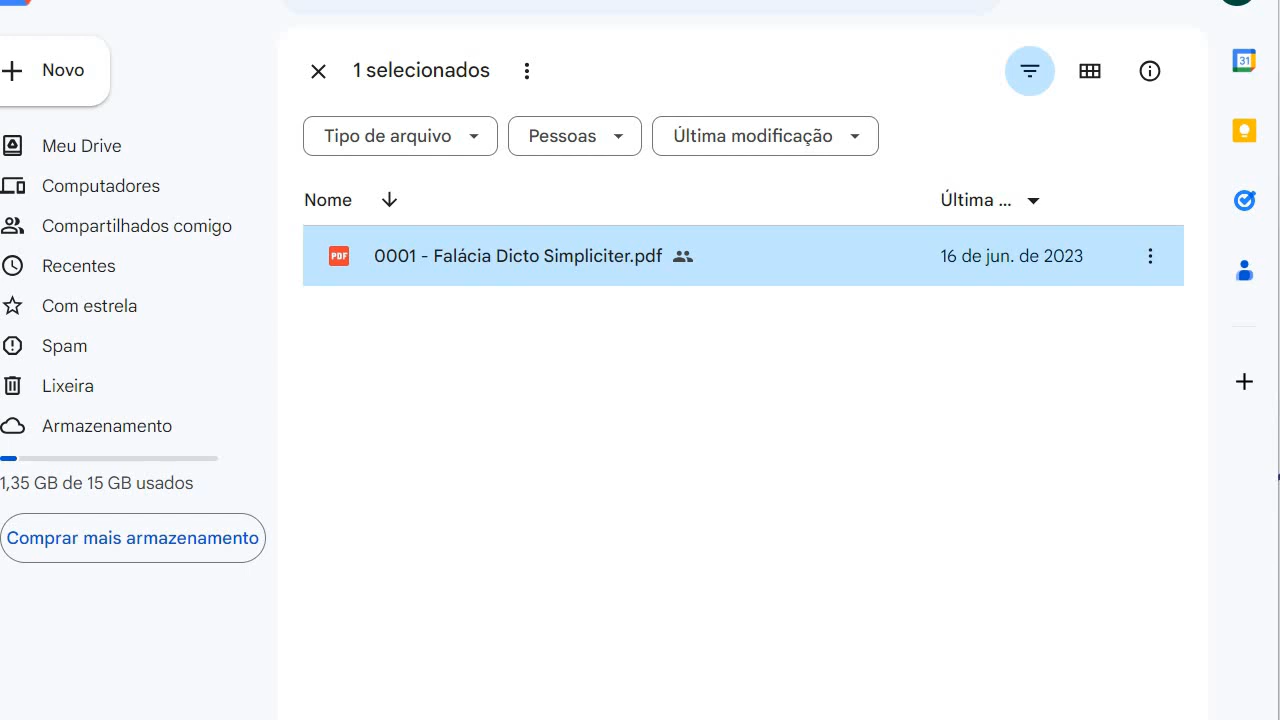 Novo
Meu Drive
Computadores
Compartilhados comigo
Recentes
Com estrela
Spam
Lixeira
Armazenamento
1,35 GB de 15 GB usados
Comprar mais armazenamento
1 selecionados
Tipo de arquivo
Pessoas
Última modificação
Nome
Última ...
PDF
0001 - Falácia Dicto Simpliciter.pdf
16 de jun. de 2023
31